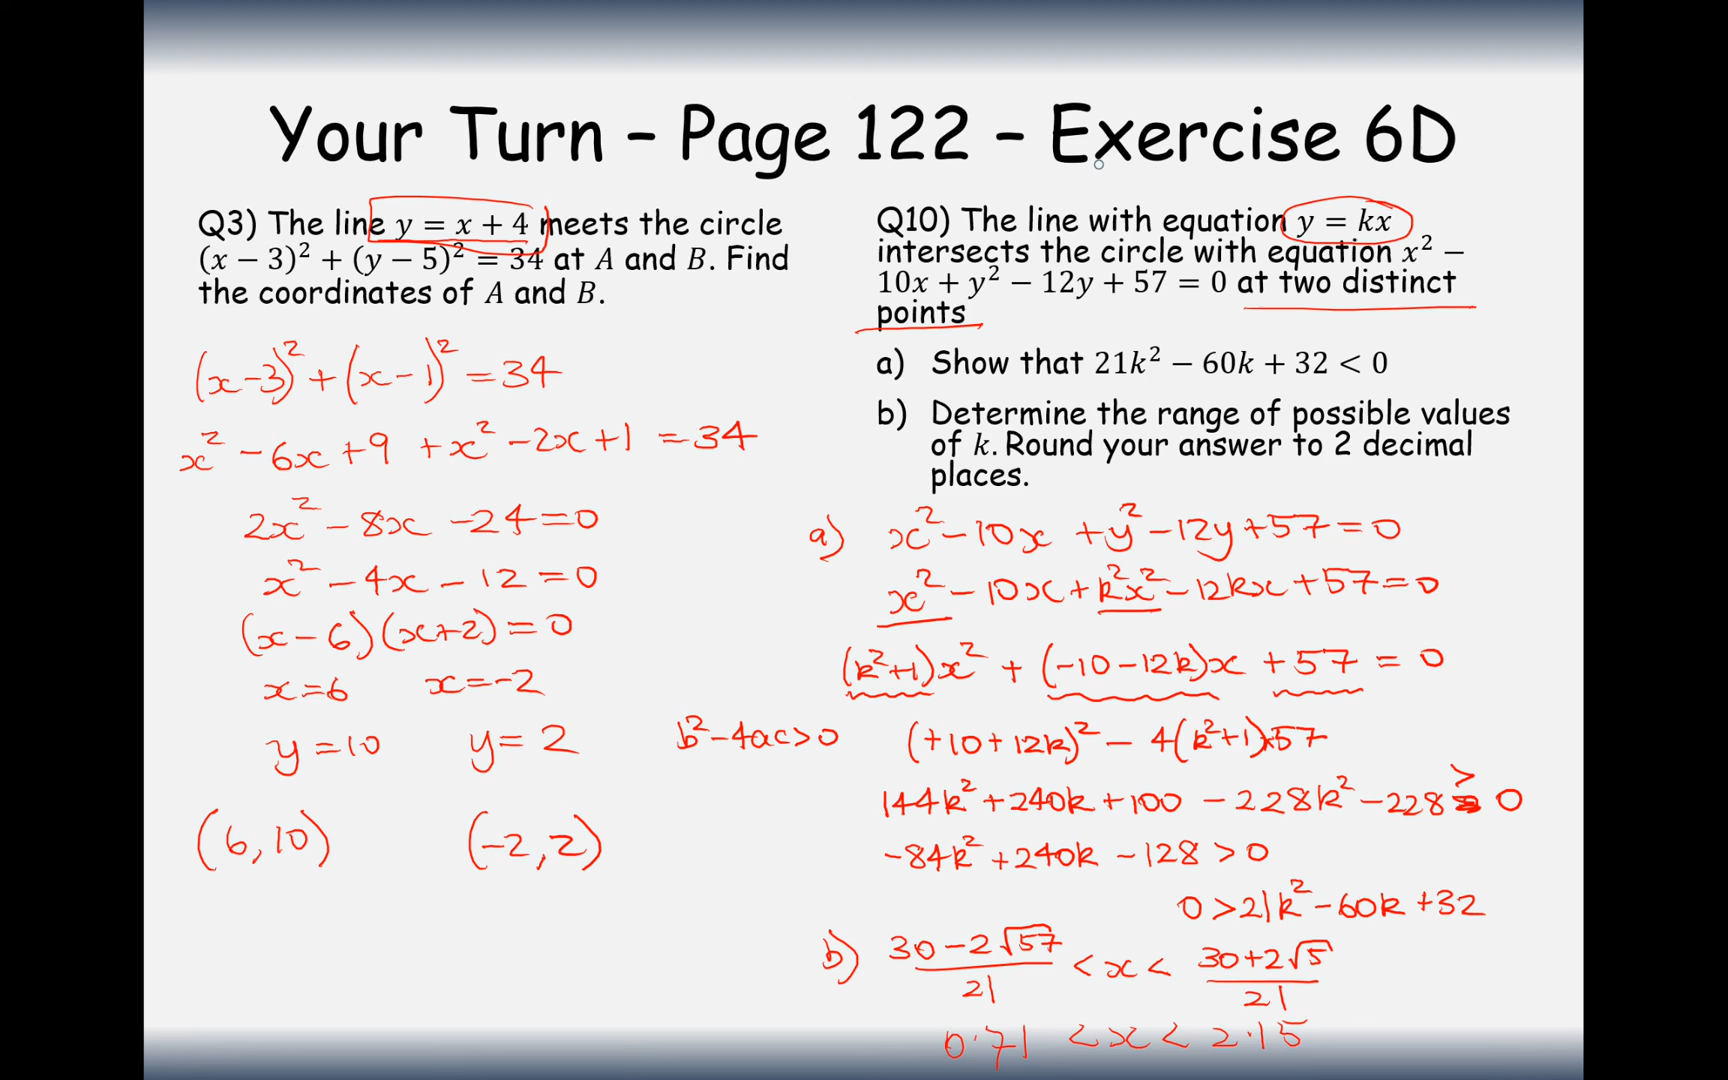 Your Turn – Page 122 – Exercise 6D
Q3) The line y = x + 4 meets the circle
(x − 3)² + (y − 5)² = 34 at A and B. Find
the coordinates of A and B.
(x-3)² + (x-1)² = 34
x² - 6x + 9 + x² - 2x + 1 = 34
2x² - 8x - 24 = 0
x² - 4x - 12 = 0
(x - 6)(x+2) = 0
x=6 x=-2
y=10 y=2
(6,10) (-2,2)
Q10) The line with equation y = kx
intersects the circle with equation x² −
10x + y² − 12y + 57 = 0 at two distinct
points
a) Show that 21k² − 60k + 32 < 0
b) Determine the range of possible values
of k. Round your answer to 2 decimal
places.
a) x² - 10x + y² - 12y + 57 = 0
x² - 10x + k²x² - 12kx + 57 = 0
(k²+1)x² + (-10-12k)x + 57 = 0
b²-4ac>0 (+10+12k)² - 4(k²+1)×57
144k² + 240k + 100 - 228k² - 228 > 0
-84k² + 240k - 128 > 0
0 > 21k² - 60k + 32
b) (30-2√57)/21 < x < (30+2√5)/21
0.71 < x < 2.15